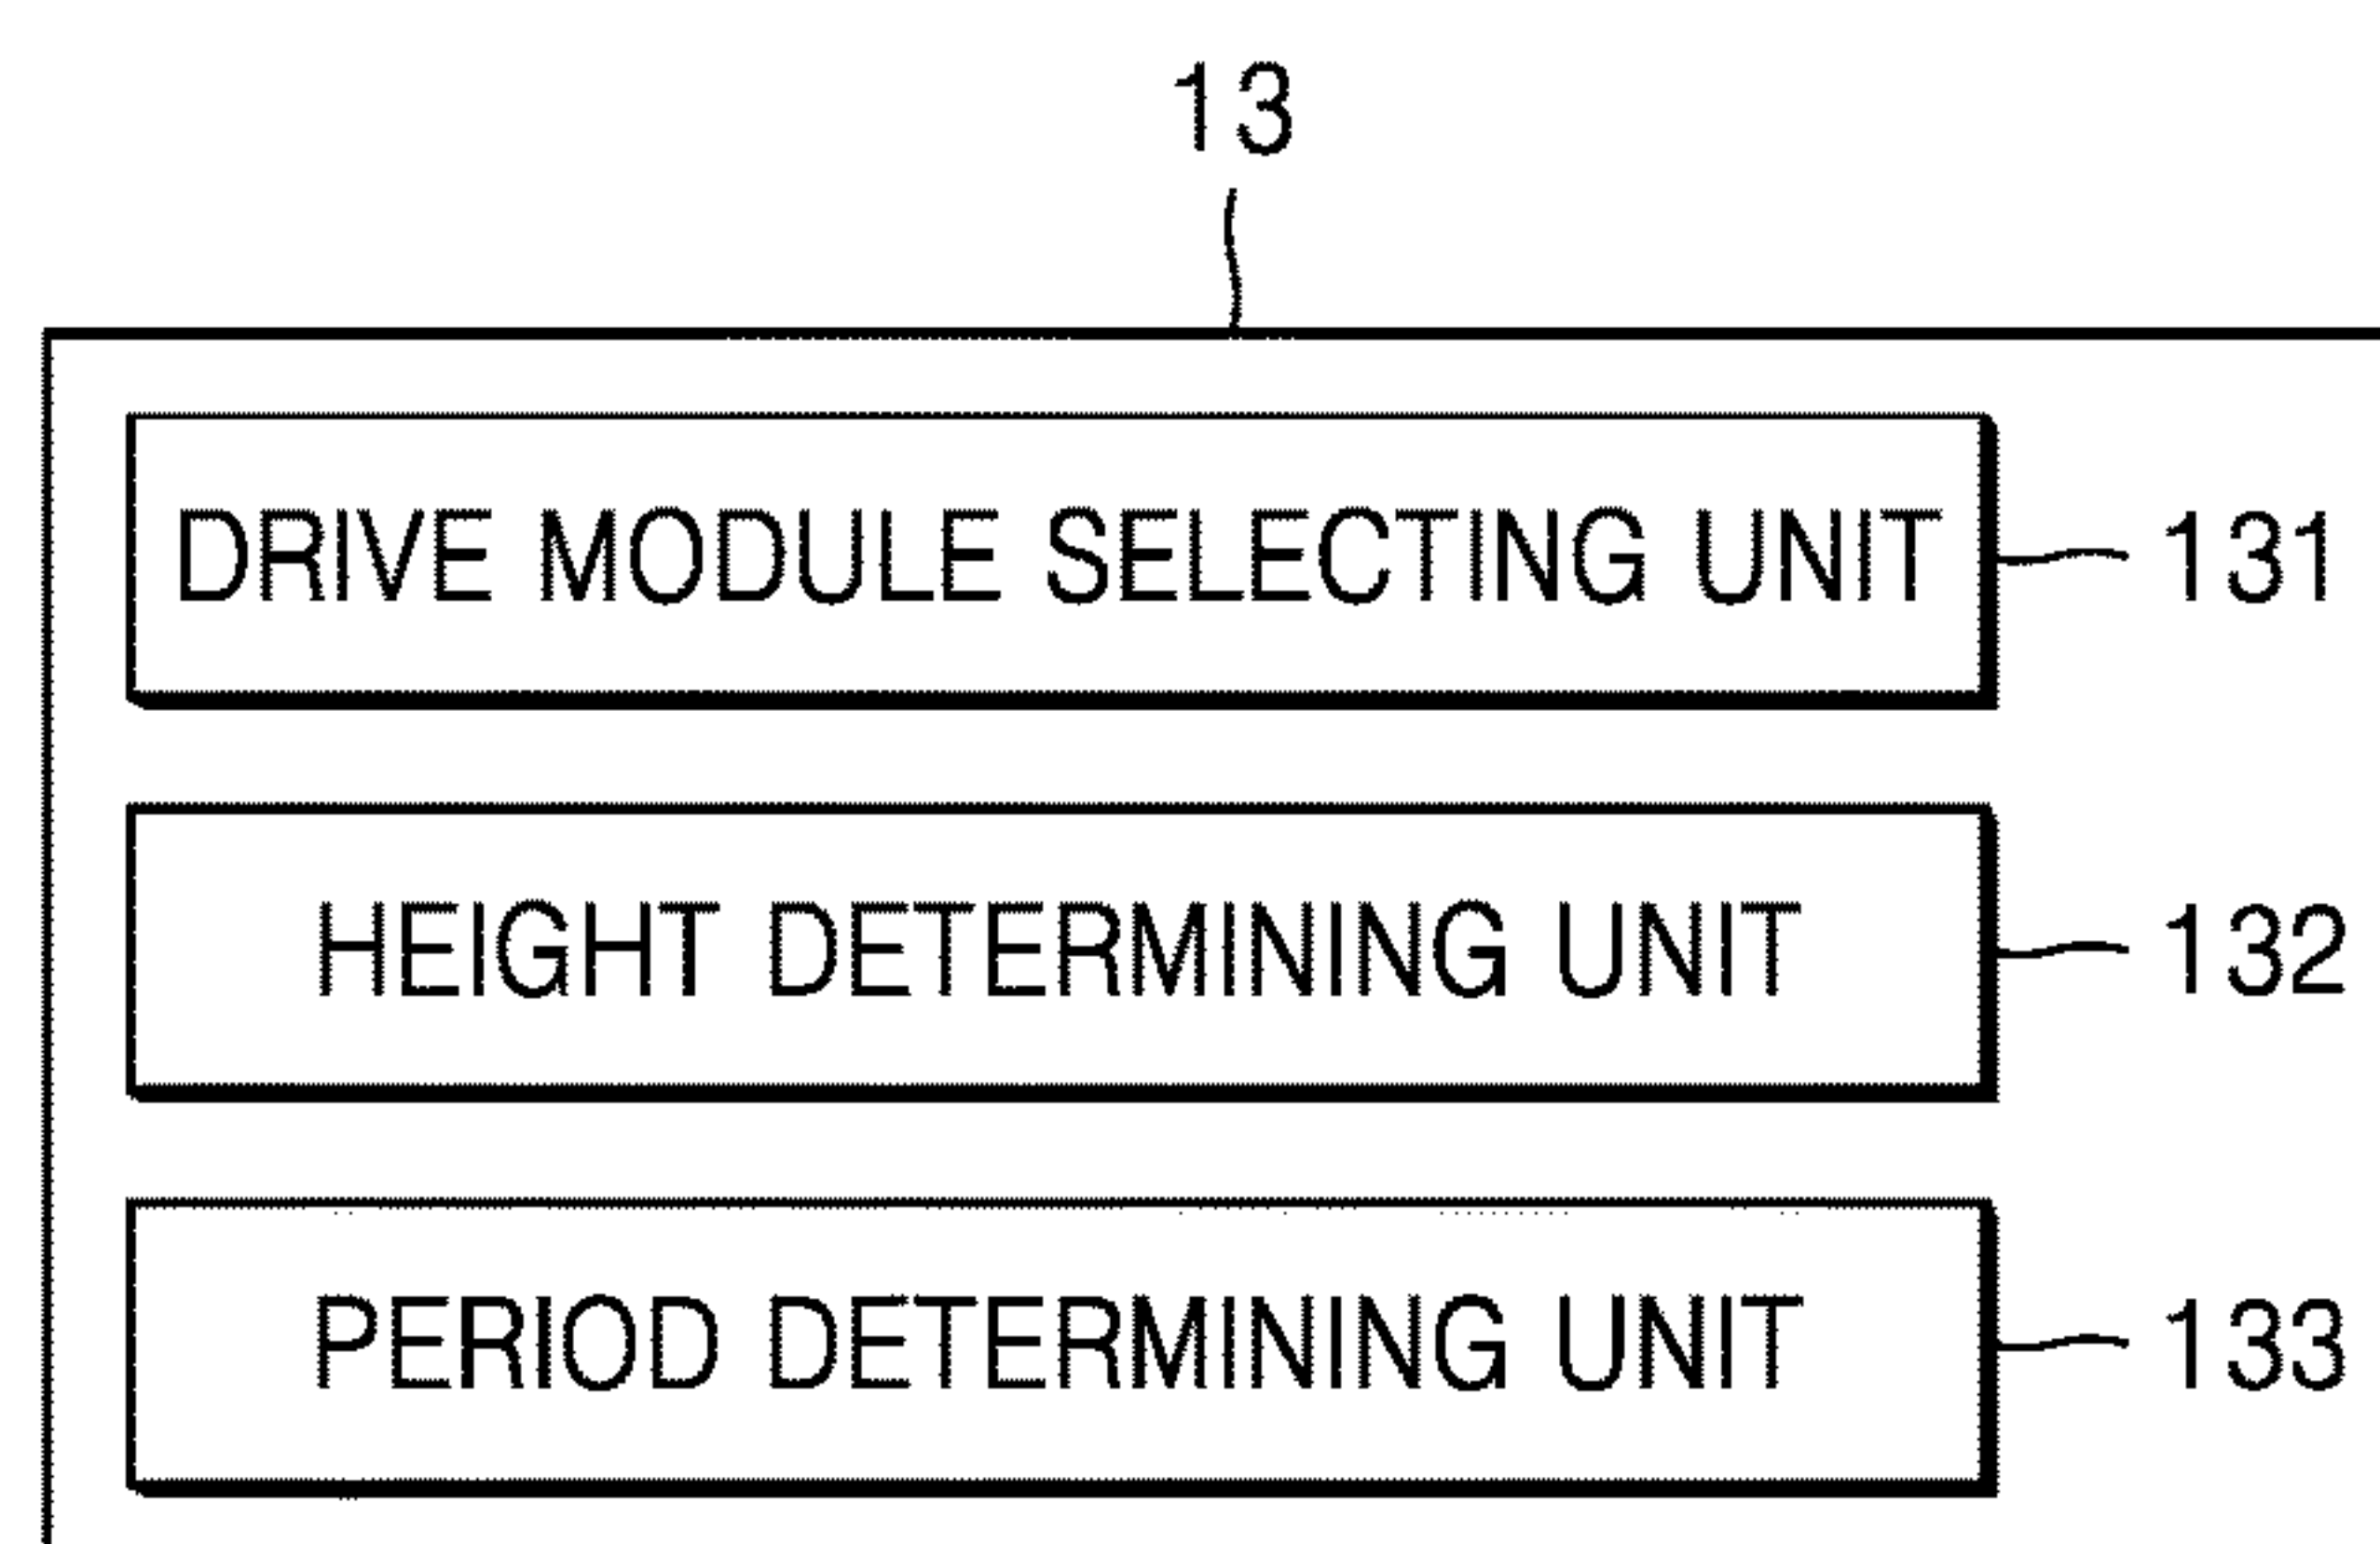 13
DRIVE MODULE SELECTING UNIT 131
HEIGHT DETERMINING UNIT 132
PERIOD DETERMINING UNIT 133